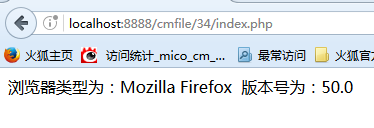 localhost:8888/cmfile/34/index.php
火狐主页 访问统计_mico_cm_... 最常访问 火狐官方
浏览器类型为：Mozilla Firefox 版本号为：50.0